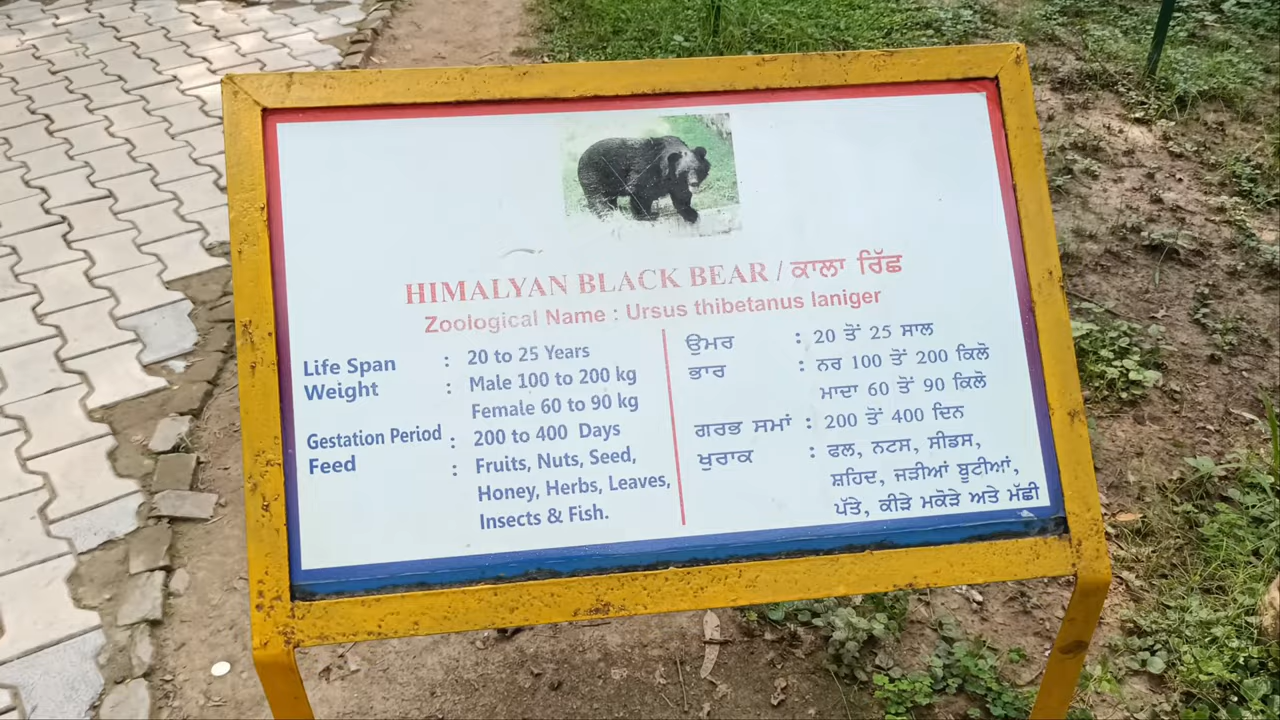 HIMALYAN BLACK BEAR / ਕਾਲਾ ਰਿੱਛ
Zoological Name : Ursus thibetanus laniger
Life Span : 20 to 25 Years
Weight : Male 100 to 200 kg
Female 60 to 90 kg
Gestation Period : 200 to 400 Days
Feed : Fruits, Nuts, Seed,
Honey, Herbs, Leaves,
Insects & Fish.
ਉਮਰ : 20 ਤੋਂ 25 ਸਾਲ
ਭਾਰ : ਨਰ 100 ਤੋਂ 200 ਕਿਲੋ
ਮਾਦਾ 60 ਤੋਂ 90 ਕਿਲੋ
ਗਰਭ ਸਮਾਂ : 200 ਤੋਂ 400 ਦਿਨ
ਖੁਰਾਕ : ਫਲ, ਨਟਸ, ਸੀਡਸ,
ਸ਼ਹਿਦ, ਜੜੀਆਂ ਬੂਟੀਆਂ,
ਪੱਤੇ, ਕੀੜੇ ਮਕੋੜੇ ਅਤੇ ਮੱਛੀ